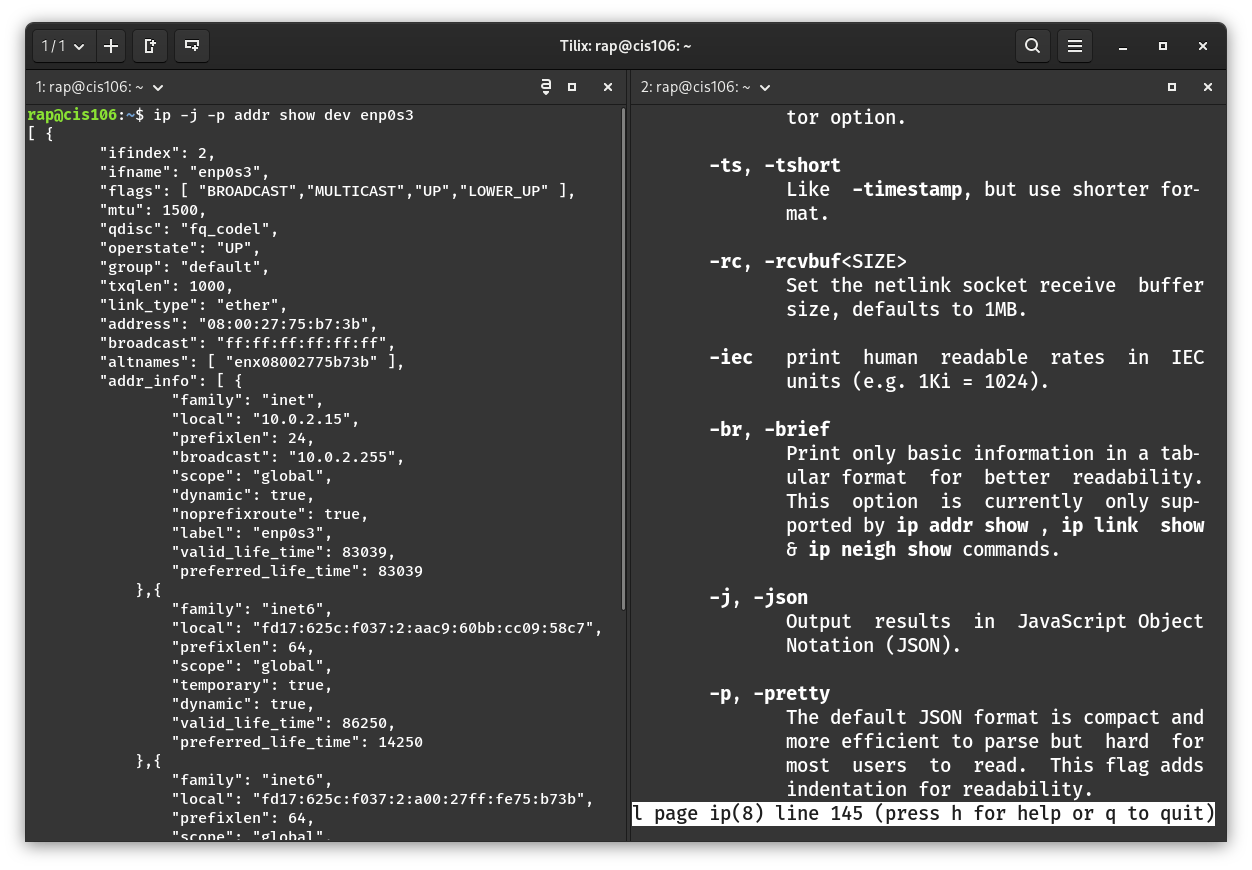 1 / 1
Tilix: rap@cis106: ~
1: rap@cis106: ~
rap@cis106:~$ ip -j -p addr show dev enp0s3
[ {
        "ifindex": 2,
        "ifname": "enp0s3",
        "flags": [ "BROADCAST","MULTICAST","UP","LOWER_UP" ],
        "mtu": 1500,
        "qdisc": "fq_codel",
        "operstate": "UP",
        "group": "default",
        "txqlen": 1000,
        "link_type": "ether",
        "address": "08:00:27:75:b7:3b",
        "broadcast": "ff:ff:ff:ff:ff:ff",
        "altnames": [ "enx08002775b73b" ],
        "addr_info": [ {
                "family": "inet",
                "local": "10.0.2.15",
                "prefixlen": 24,
                "broadcast": "10.0.2.255",
                "scope": "global",
                "dynamic": true,
                "noprefixroute": true,
                "label": "enp0s3",
                "valid_life_time": 83039,
                "preferred_life_time": 83039
            },{
                "family": "inet6",
                "local": "fd17:625c:f037:2:aac9:60bb:cc09:58c7",
                "prefixlen": 64,
                "scope": "global",
                "temporary": true,
                "dynamic": true,
                "valid_life_time": 86250,
                "preferred_life_time": 14250
            },{
                "family": "inet6",
                "local": "fd17:625c:f037:2:a00:27ff:fe75:b73b",
                "prefixlen": 64,
                "scope": "global",
2: rap@cis106: ~
              tor option.
       -ts, -tshort
              Like  -timestamp, but use shorter for-
              mat.
       -rc, -rcvbuf<SIZE>
              Set the netlink socket receive  buffer
              size, defaults to 1MB.
       -iec   print  human  readable  rates  in  IEC
              units (e.g. 1Ki = 1024).
       -br, -brief
              Print only basic information in a tab-
              ular format  for  better  readability.
              This  option  is  currently  only sup-
              ported by ip addr show , ip link  show
              & ip neigh show commands.
       -j, -json
              Output  results  in  JavaScript Object
              Notation (JSON).
       -p, -pretty
              The default JSON format is compact and
              more efficient to parse but  hard  for
              most  users  to  read.  This flag adds
              indentation for readability.
l page ip(8) line 145 (press h for help or q to quit)